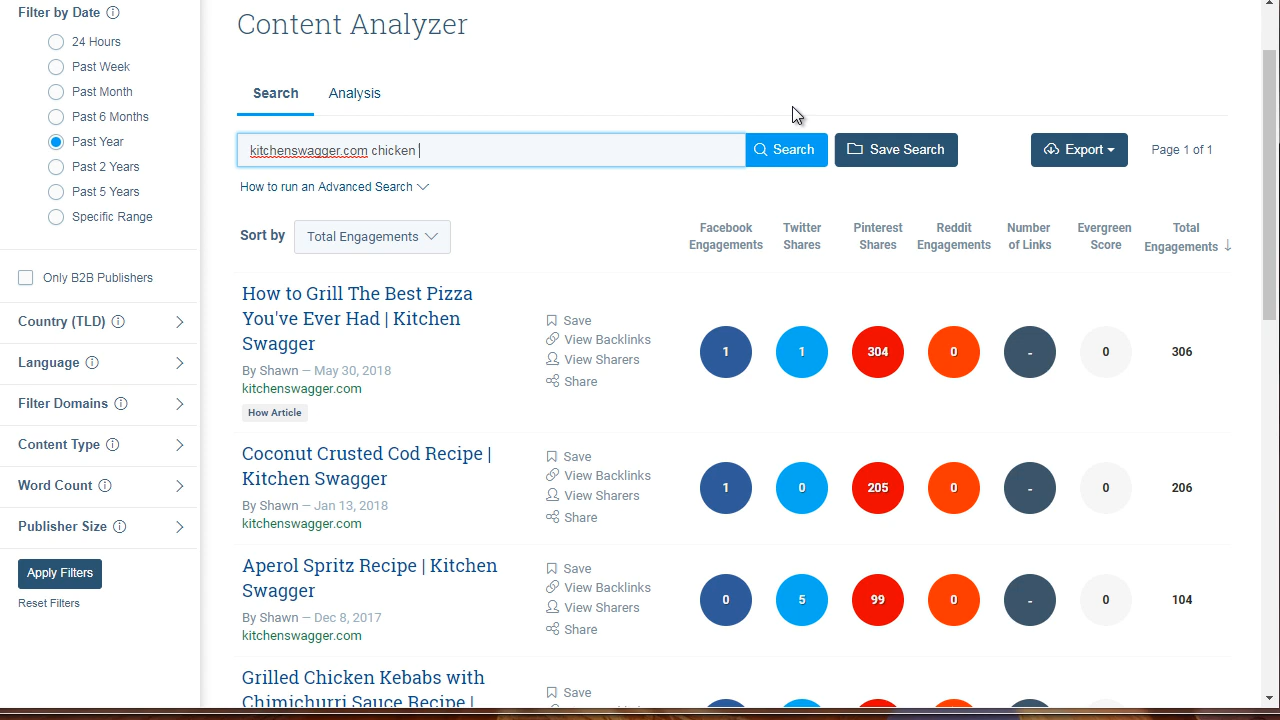 Filter by Date
24 Hours
Past Week
Past Month
Past 6 Months
Past Year
Past 2 Years
Past 5 Years
Specific Range
Only B2B Publishers
Country (TLD)
Language
Filter Domains
Content Type
Word Count
Publisher Size
Apply Filters
Reset Filters
Content Analyzer
Search Analysis
kitchenswagger.com chicken
Search
Save Search
Export
Page 1 of 1
How to run an Advanced Search
Sort by
Total Engagements
Facebook
Engagements
Twitter
Shares
Pinterest
Shares
Reddit
Engagements
Number
of Links
Evergreen
Score
Total
Engagements ↓
How to Grill The Best Pizza
You've Ever Had | Kitchen
Swagger
By Shawn – May 30, 2018
kitchenswagger.com
How Article
Save
View Backlinks
View Sharers
Share
1 1 304 0 - 0 306
Coconut Crusted Cod Recipe |
Kitchen Swagger
By Shawn – Jan 13, 2018
kitchenswagger.com
Save
View Backlinks
View Sharers
Share
1 0 205 0 - 0 206
Aperol Spritz Recipe | Kitchen
Swagger
By Shawn – Dec 8, 2017
kitchenswagger.com
Save
View Backlinks
View Sharers
Share
0 5 99 0 - 0 104
Grilled Chicken Kebabs with
Chimichurri Sauce Recipe |
Save